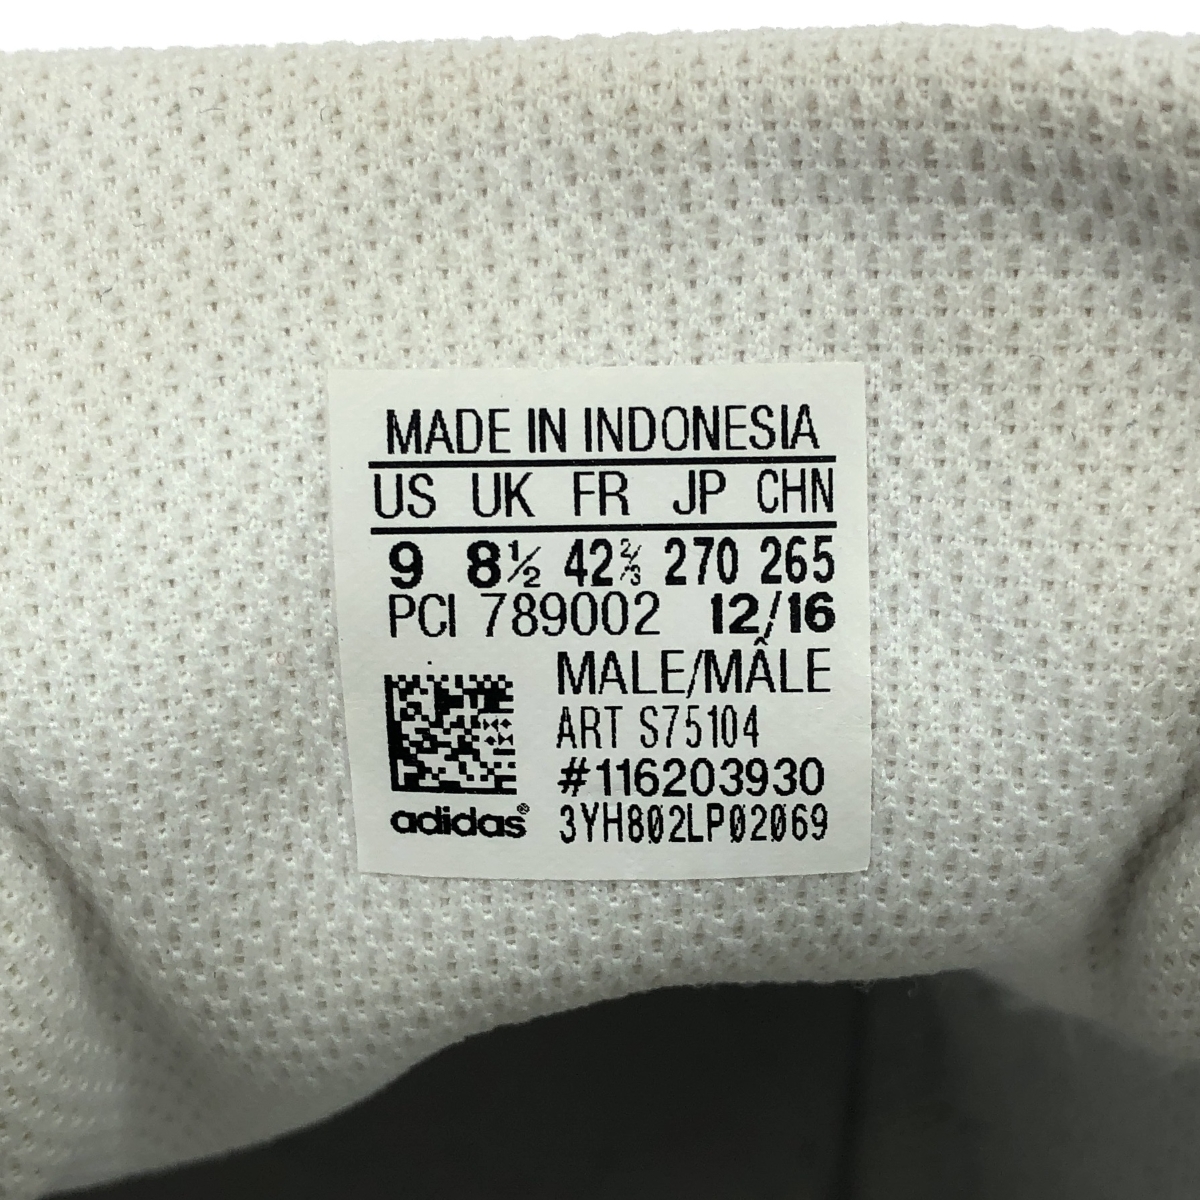 MADE IN INDONESIA
US UK FR JP CHN
9 8½ 42⅔ 270 265
PCI 789002 12/16
MALE/MÂLE
ART S75104
#116203930
adidas® 3YH802LP02069